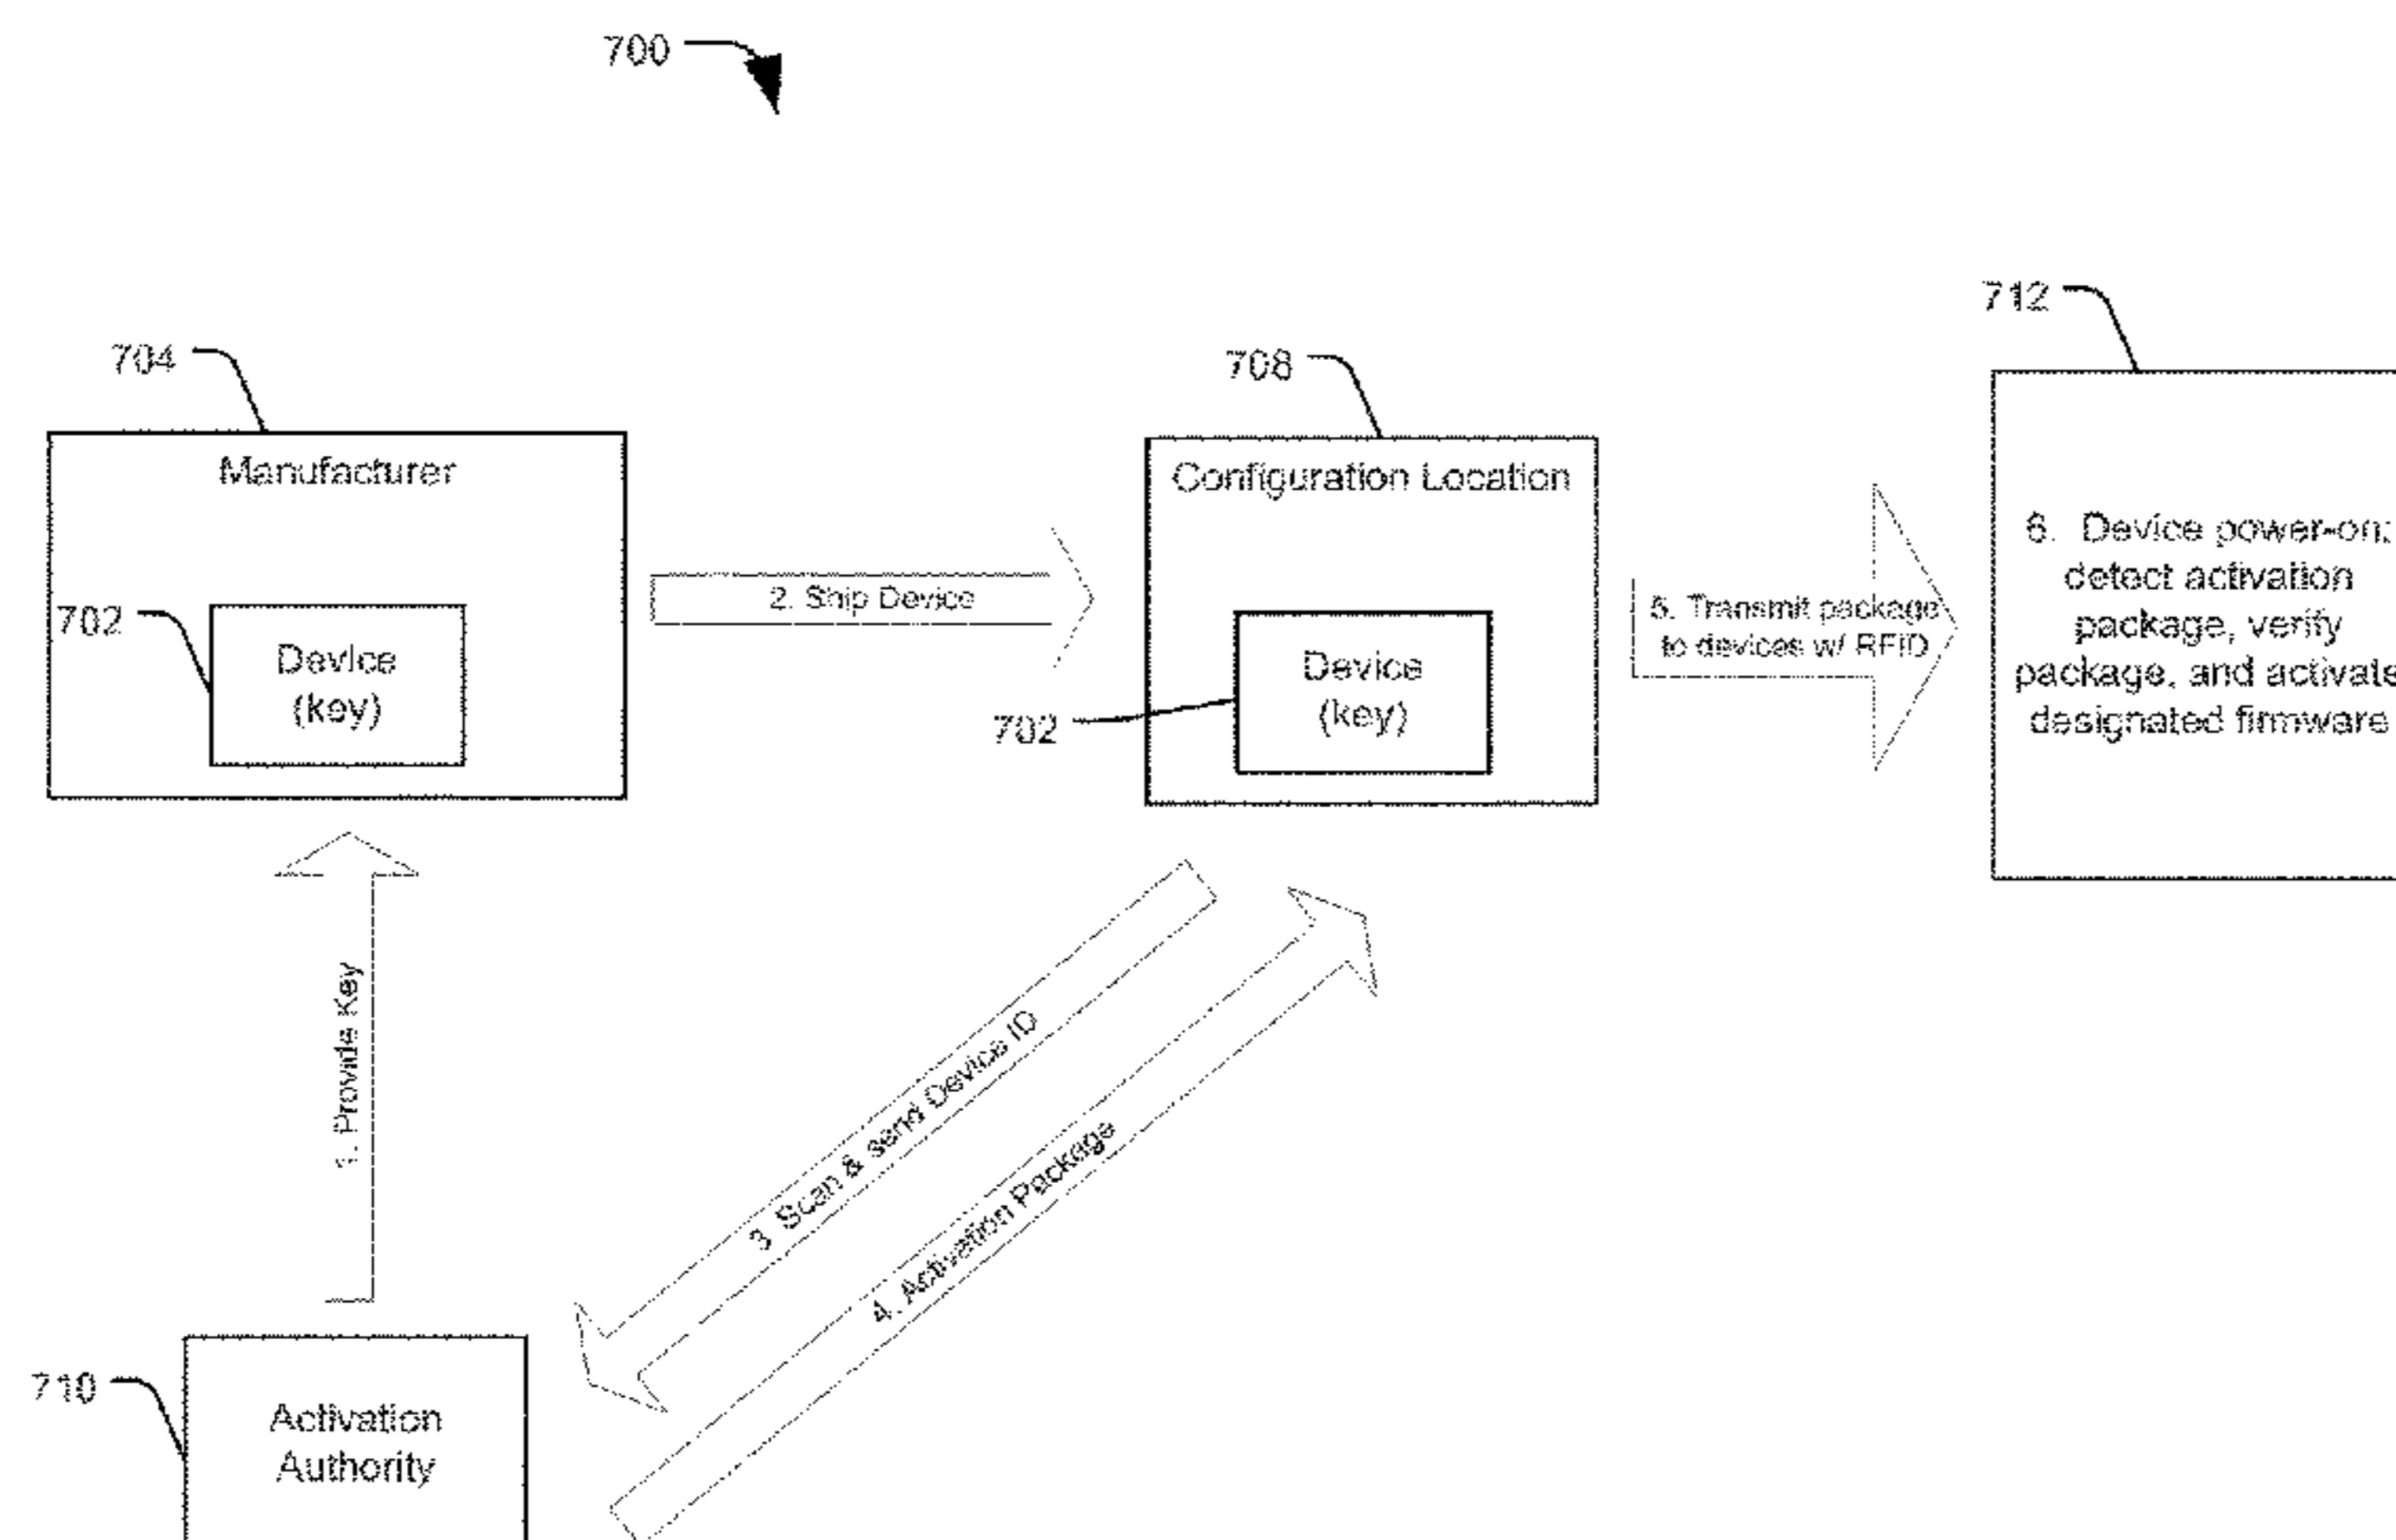 700
712
704
708
Manufacturer
Configuration Location
702
Device
(key)
2. Ship Device
702
Device
(key)
5. Transmit package
to devices w/ RFID
6. Device power-on;
detect activation
package, verify
package, and activate
designated firmware
1. Provide Key
3. Scan & send Device ID
4. Activation Package
710
Activation
Authority